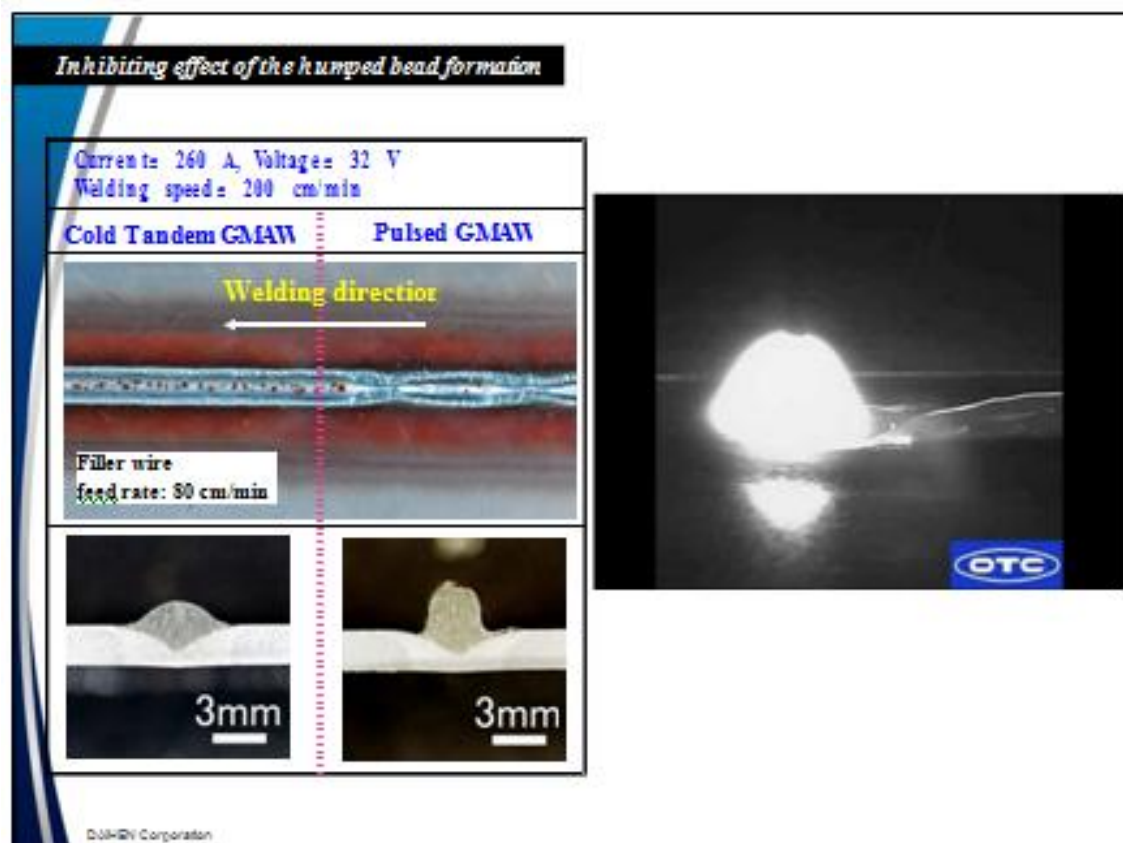 Inhibiting effect of the humped bead formation
Current= 260 A, Voltage= 32 V
Welding speed= 200 cm/min
Cold Tandem GMAW
Pulsed GMAW
Welding direction
Filler wire
feed rate: 80 cm/min
3mm
3mm
OTC
DAIHEN Corporation